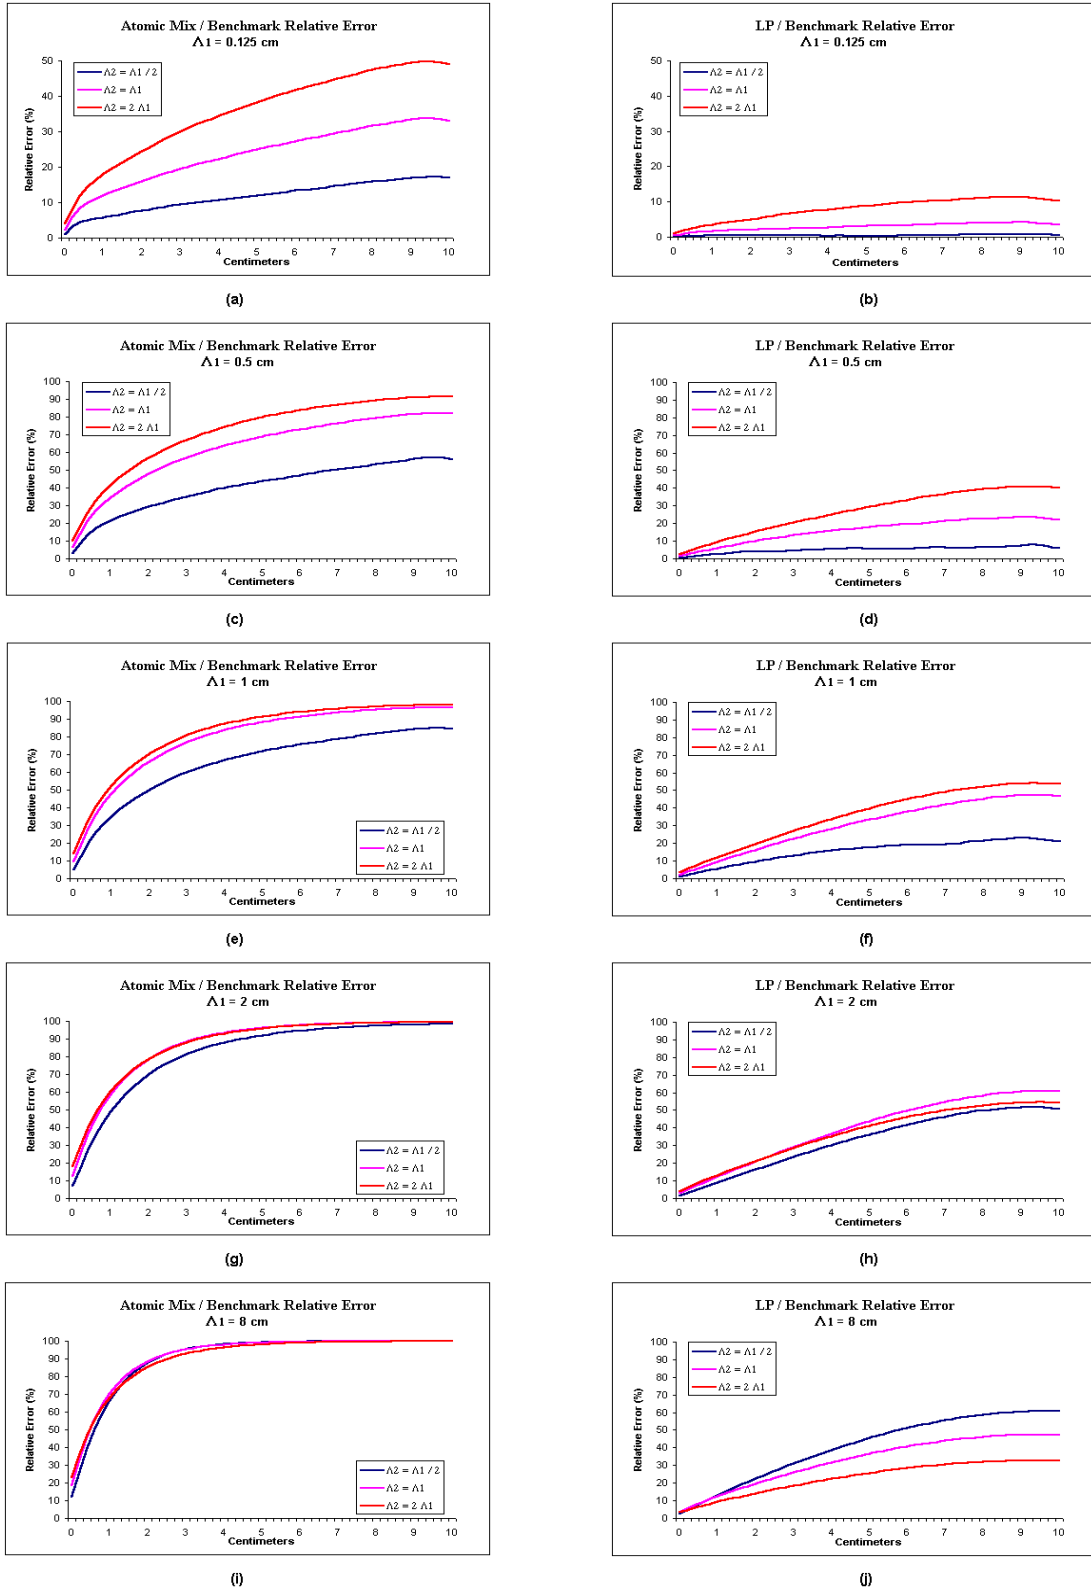 Atomic Mix / Benchmark Relative Error
Λ1 = 0.125 cm
Relative Error (%)
50
40
30
20
10
0
Λ2 = Λ1 / 2
Λ2 = Λ1
Λ2 = 2 Λ1
0 1 2 3 4 5 6 7 8 9 10
Centimeters
(a)
LP / Benchmark Relative Error
Λ1 = 0.125 cm
Relative Error (%)
50
40
30
20
10
0
Λ2 = Λ1 / 2
Λ2 = Λ1
Λ2 = 2 Λ1
0 1 2 3 4 5 6 7 8 9 10
Centimeters
(b)
Atomic Mix / Benchmark Relative Error
Λ1 = 0.5 cm
Relative Error (%)
100
90
80
70
60
50
40
30
20
10
0
Λ2 = Λ1 / 2
Λ2 = Λ1
Λ2 = 2 Λ1
0 1 2 3 4 5 6 7 8 9 10
Centimeters
(c)
LP / Benchmark Relative Error
Λ1 = 0.5 cm
Relative Error (%)
100
90
80
70
60
50
40
30
20
10
0
Λ2 = Λ1 / 2
Λ2 = Λ1
Λ2 = 2 Λ1
0 1 2 3 4 5 6 7 8 9 10
Centimeters
(d)
Atomic Mix / Benchmark Relative Error
Λ1 = 1 cm
Relative Error (%)
100
90
80
70
60
50
40
30
20
10
0
Λ2 = Λ1 / 2
Λ2 = Λ1
Λ2 = 2 Λ1
0 1 2 3 4 5 6 7 8 9 10
Centimeters
(e)
LP / Benchmark Relative Error
Λ1 = 1 cm
Relative Error (%)
100
90
80
70
60
50
40
30
20
10
0
Λ2 = Λ1 / 2
Λ2 = Λ1
Λ2 = 2 Λ1
0 1 2 3 4 5 6 7 8 9 10
Centimeters
(f)
Atomic Mix / Benchmark Relative Error
Λ1 = 2 cm
Relative Error (%)
100
90
80
70
60
50
40
30
20
10
0
Λ2 = Λ1 / 2
Λ2 = Λ1
Λ2 = 2 Λ1
0 1 2 3 4 5 6 7 8 9 10
Centimeters
(g)
LP / Benchmark Relative Error
Λ1 = 2 cm
Relative Error (%)
100
90
80
70
60
50
40
30
20
10
0
Λ2 = Λ1 / 2
Λ2 = Λ1
Λ2 = 2 Λ1
0 1 2 3 4 5 6 7 8 9 10
Centimeters
(h)
Atomic Mix / Benchmark Relative Error
Λ1 = 8 cm
Relative Error (%)
100
90
80
70
60
50
40
30
20
10
0
Λ2 = Λ1 / 2
Λ2 = Λ1
Λ2 = 2 Λ1
0 1 2 3 4 5 6 7 8 9 10
Centimeters
(i)
LP / Benchmark Relative Error
Λ1 = 8 cm
Relative Error (%)
100
90
80
70
60
50
40
30
20
10
0
Λ2 = Λ1 / 2
Λ2 = Λ1
Λ2 = 2 Λ1
0 1 2 3 4 5 6 7 8 9 10
Centimeters
(j)